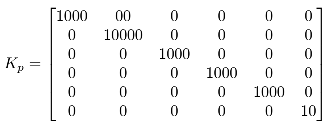 1000 00 0 0 0 0
0 10000 0 0 0 0
0 0 1000 0 0 0
K_p = 0 0 0 1000 0 0
0 0 0 0 1000 0
0 0 0 0 0 10